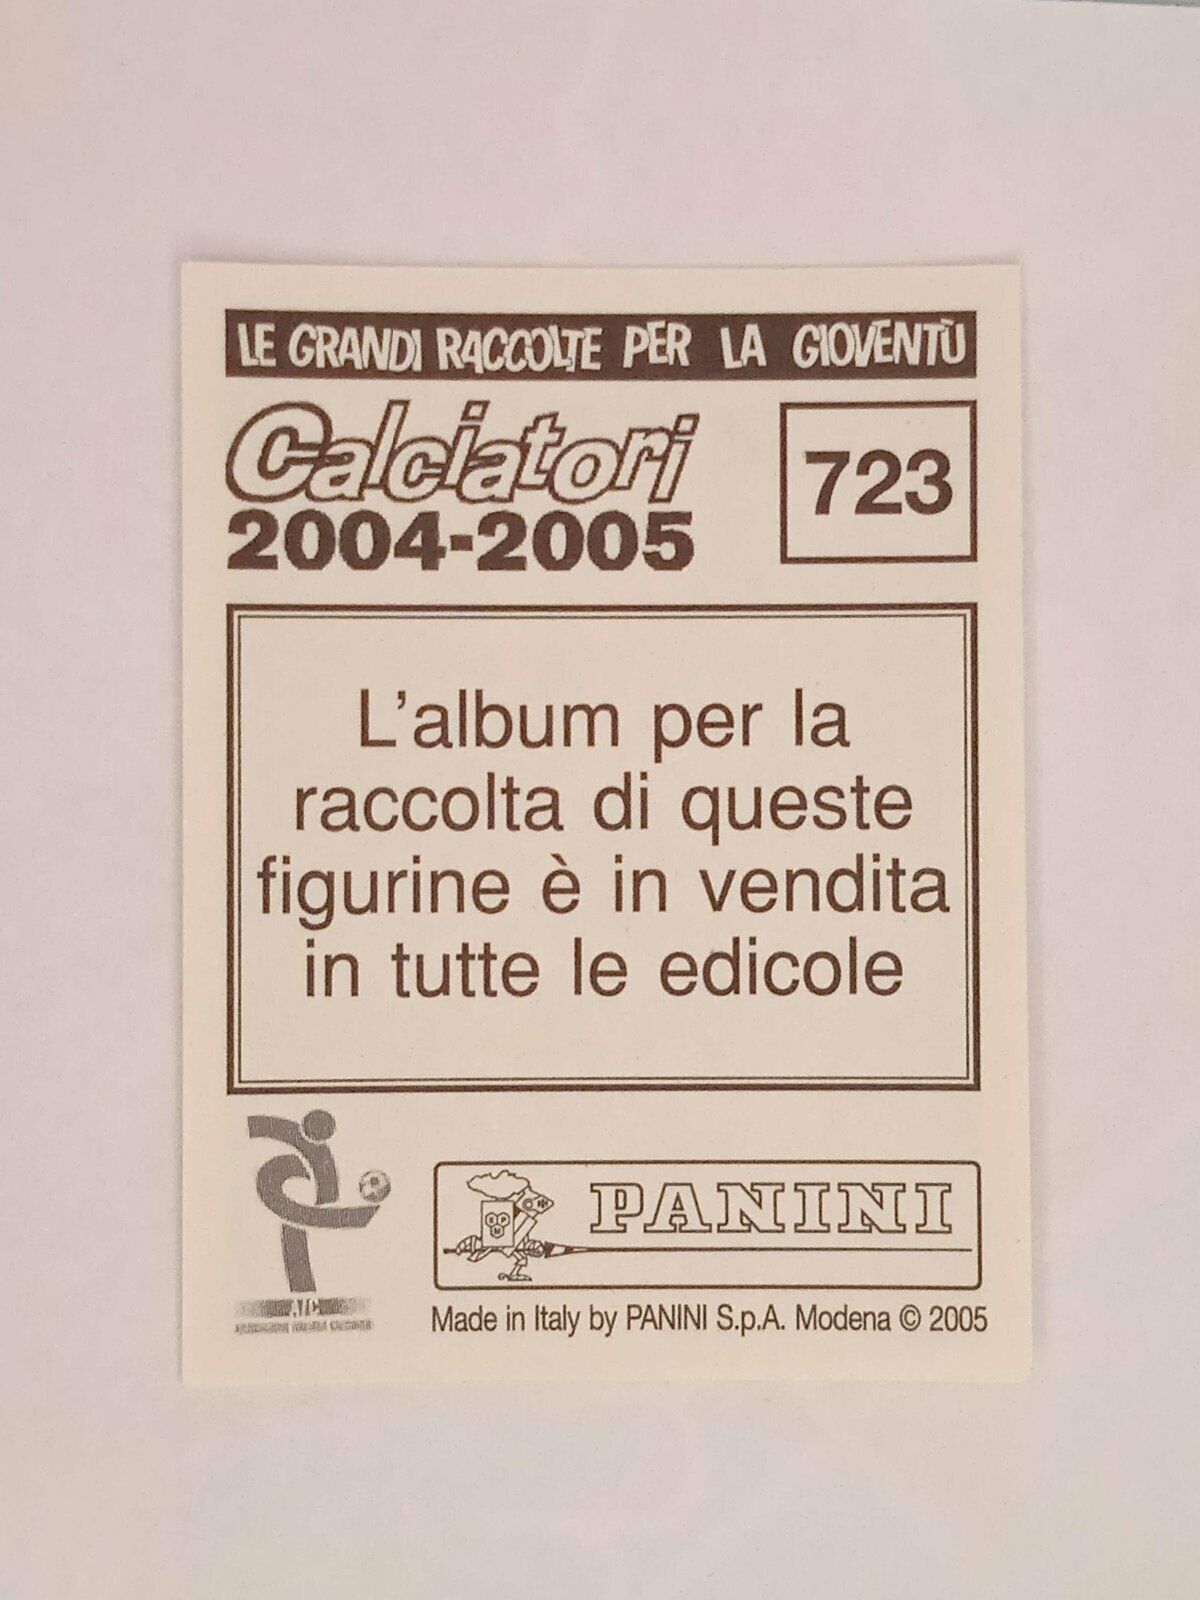 LE GRANDI RACCOLTE PER LA GIOVENTÙ
Calciatori
2004-2005
723
L'album per la
raccolta di queste
figurine è in vendita
in tutte le edicole
PANINI
Made in Italy by PANINI S.p.A. Modena © 2005